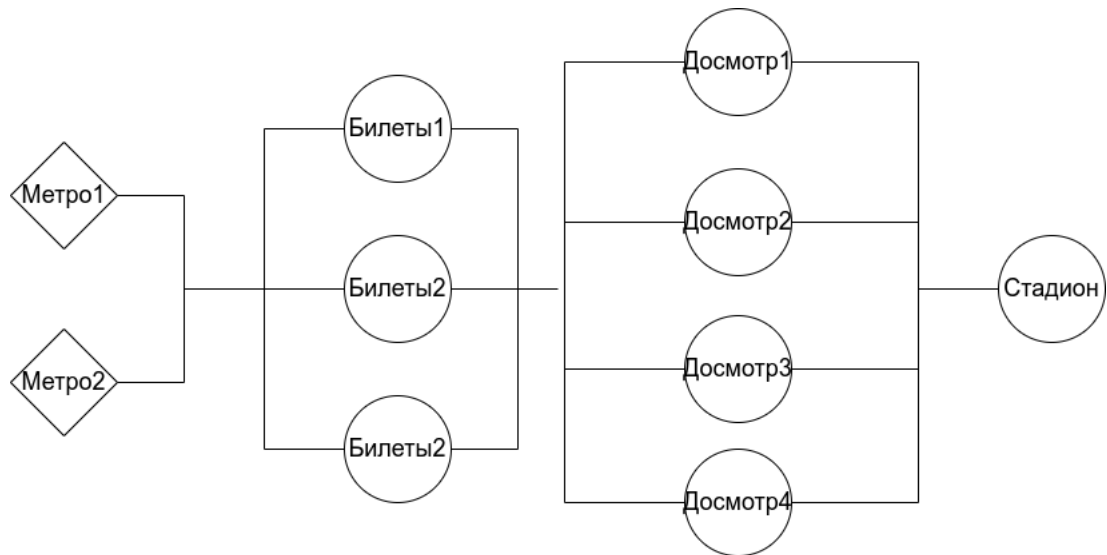 Метро1
Метро2
Билеты1
Билеты2
Билеты2
Досмотр1
Досмотр2
Досмотр3
Досмотр4
Стадион